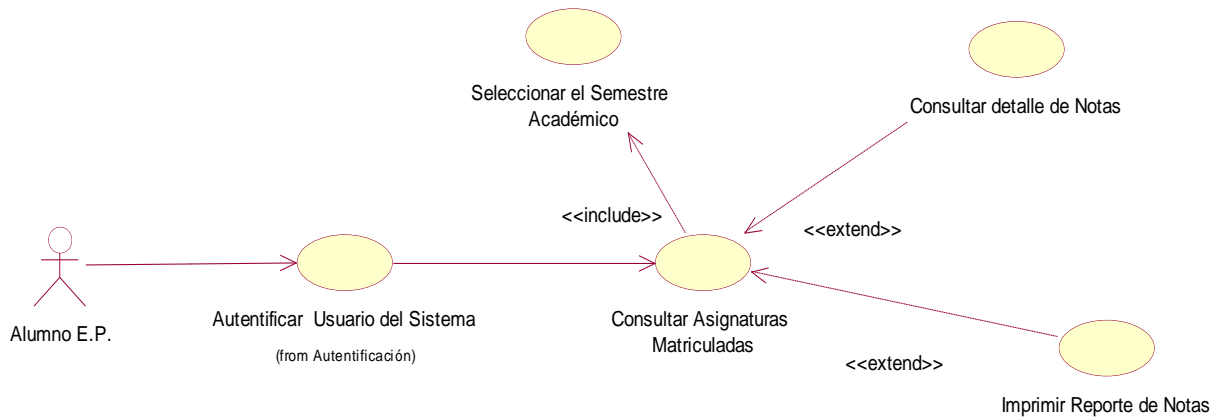 Seleccionar el Semestre
Académico
Consultar detalle de Notas
<<include>>
<<extend>>
Alumno E.P.
Autentificar Usuario del Sistema
(from Autentificación)
Consultar Asignaturas
Matriculadas
<<extend>>
Imprimir Reporte de Notas